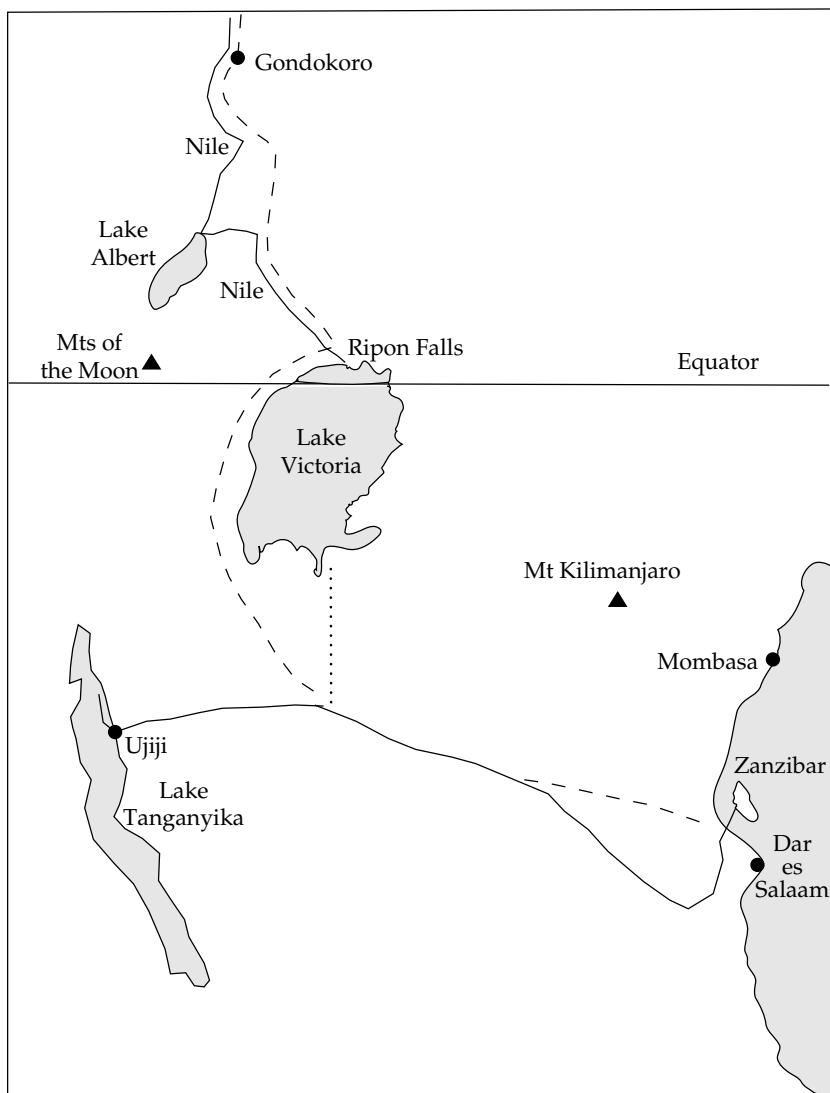 Gondokoro
Nile
Lake
Albert
Nile
Mts of
the Moon
Ripon Falls
Equator
Lake
Victoria
Mt Kilimanjaro
Mombasa
Ujiji
Zanzibar
Lake
Tanganyika
Dar
es
Salaam